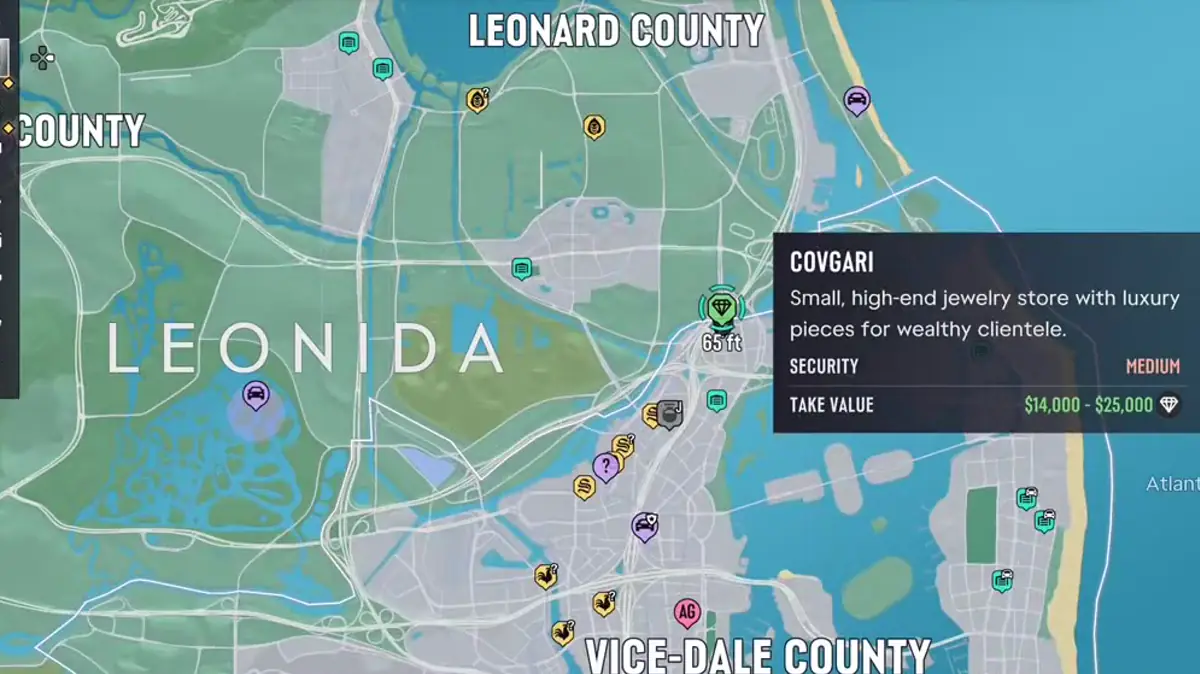 LEONARD COUNTY
COUNTY
COVGARI
Small, high-end jewelry store with luxury
pieces for wealthy clientele.
65 ft
SECURITY MEDIUM
LEONIDA
TAKE VALUE $14,000 - $25,000
J
?
Atlant
AG
VICE-DALE COUNTY